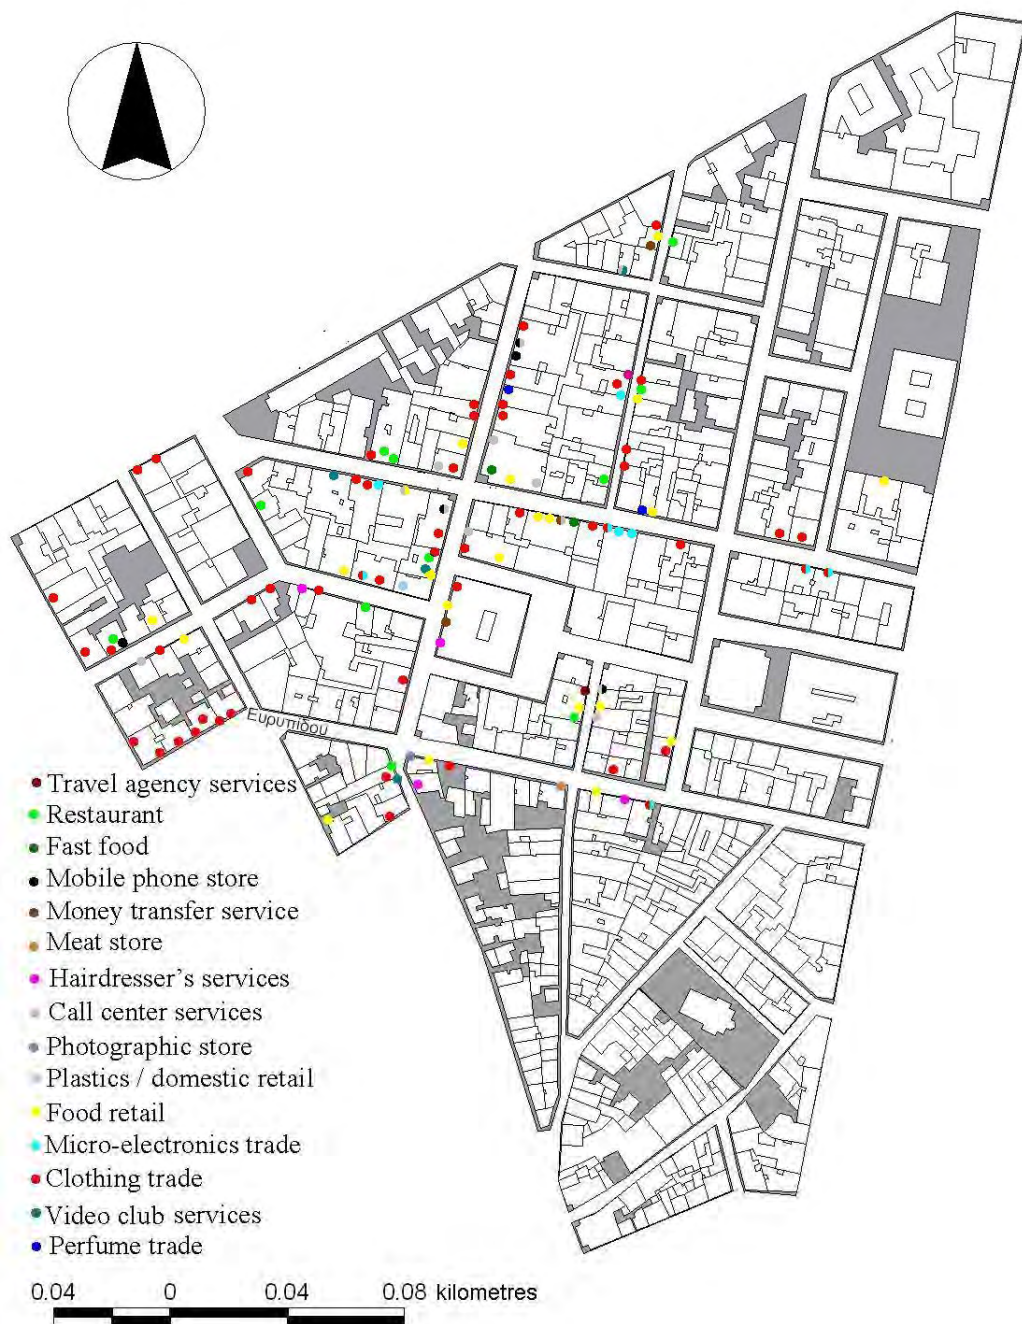 Ευρυπίδου
Travel agency services
Restaurant
Fast food
Mobile phone store
Money transfer service
Meat store
Hairdresser's services
Call center services
Photographic store
Plastics / domestic retail
Food retail
Micro-electronics trade
Clothing trade
Video club services
Perfume trade
0.04 0 0.04 0.08 kilometres